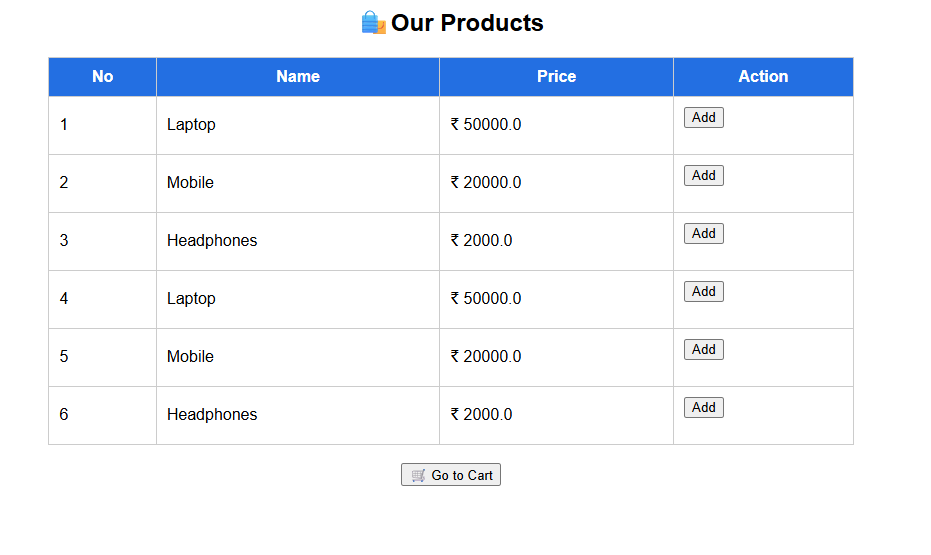 🛍️ Our Products
No Name Price Action
1 Laptop ₹ 50000.0 Add
2 Mobile ₹ 20000.0 Add
3 Headphones ₹ 2000.0 Add
4 Laptop ₹ 50000.0 Add
5 Mobile ₹ 20000.0 Add
6 Headphones ₹ 2000.0 Add
🛒 Go to Cart